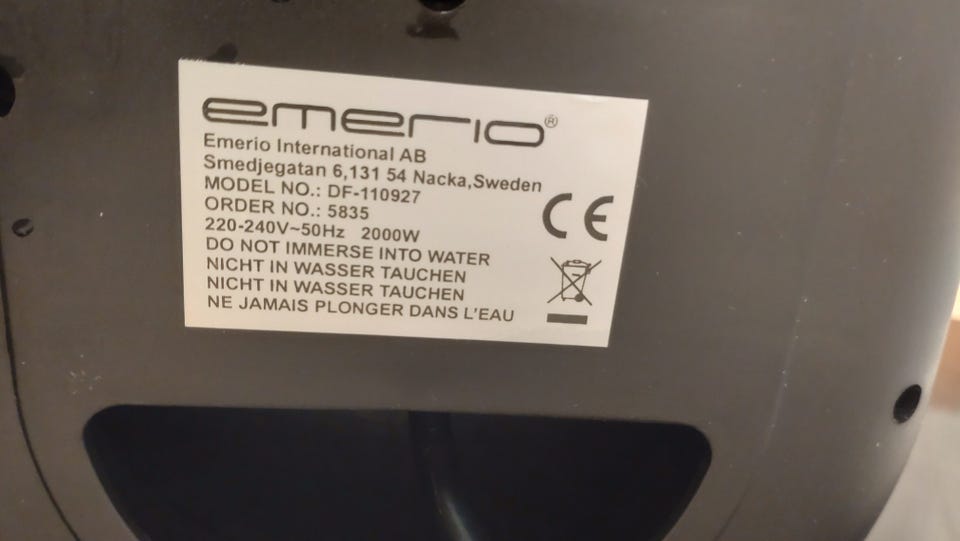 emerio®
Emerio International AB
Smedjegatan 6,131 54 Nacka,Sweden
MODEL NO.: DF-110927
ORDER NO.: 5835
220-240V~50Hz 2000W
DO NOT IMMERSE INTO WATER
NICHT IN WASSER TAUCHEN
NICHT IN WASSER TAUCHEN
NE JAMAIS PLONGER DANS L'EAU
CE